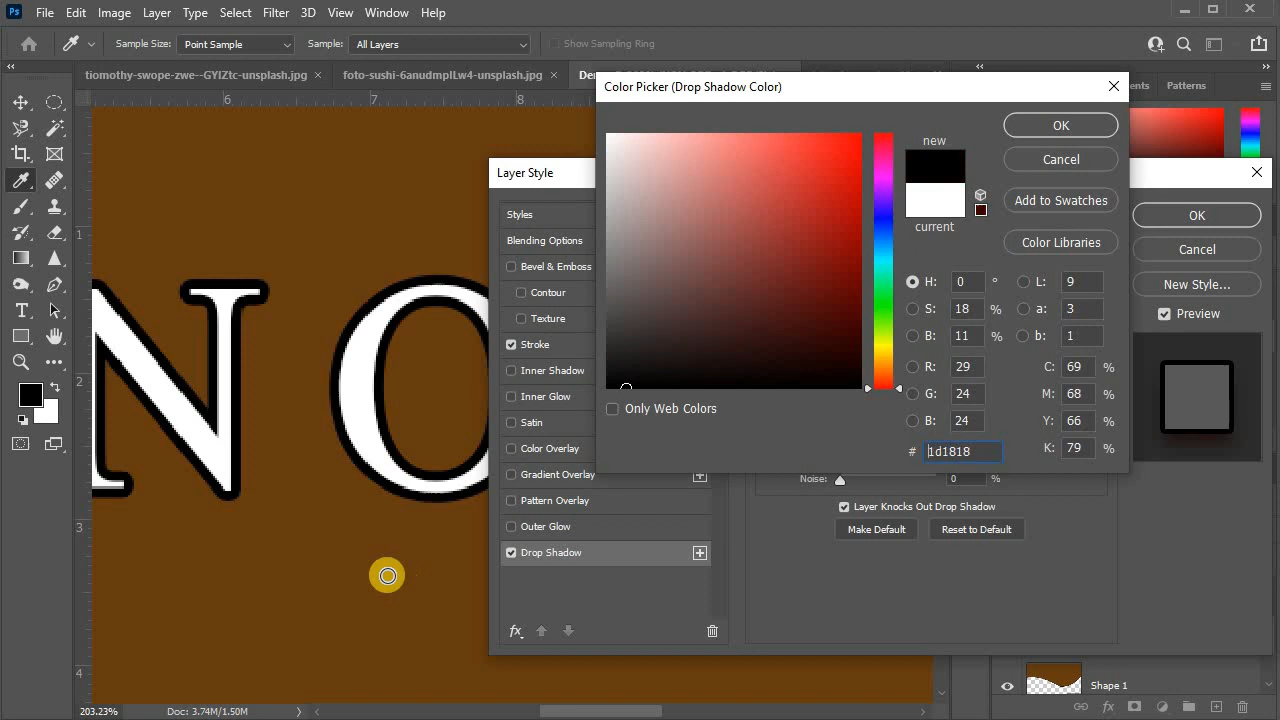 Ps File Edit Image Layer Type Select Filter 3D View Window Help
Sample Size: Point Sample Sample: All Layers Show Sampling Ring
tiomothy-swope-zwe--GYIZtc-unsplash.jpg × foto-sushi-6anudmpILw4-unsplash.jpg ×
Color Picker (Drop Shadow Color)
Patterns
6 7 8
1
2
3
4
NO
Layer Style
Styles
Blending Options
Bevel & Emboss
Contour
Texture
Stroke
Inner Shadow
Inner Glow
Satin
Color Overlay
Gradient Overlay
Pattern Overlay
Outer Glow
Drop Shadow
fx
new
current
OK
Cancel
Add to Swatches
Color Libraries
H: 0 °
S: 18 %
B: 11 %
R: 29
G: 24
B: 24
# 1d1818
L: 9
a: 3
b: 1
C: 69 %
M: 68 %
Y: 66 %
K: 79 %
Only Web Colors
OK
Cancel
New Style...
Preview
Noise: 0 %
Layer Knocks Out Drop Shadow
Make Default Reset to Default
Shape 1
fx
203.23% Doc: 3.74M/1.50M